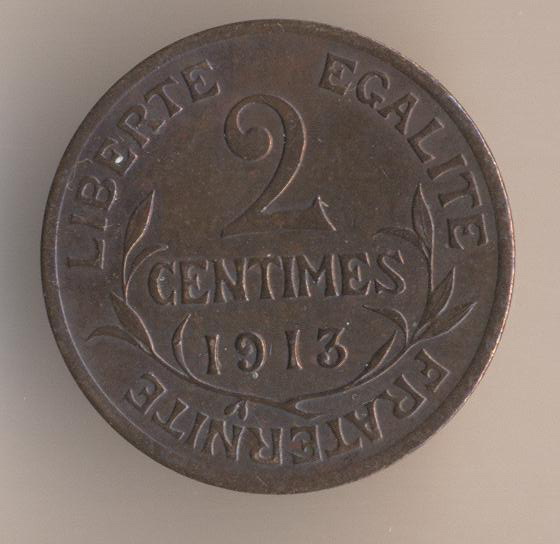 LIBERTE EGALITE
2
CENTIMES
1913
FRATERNITE